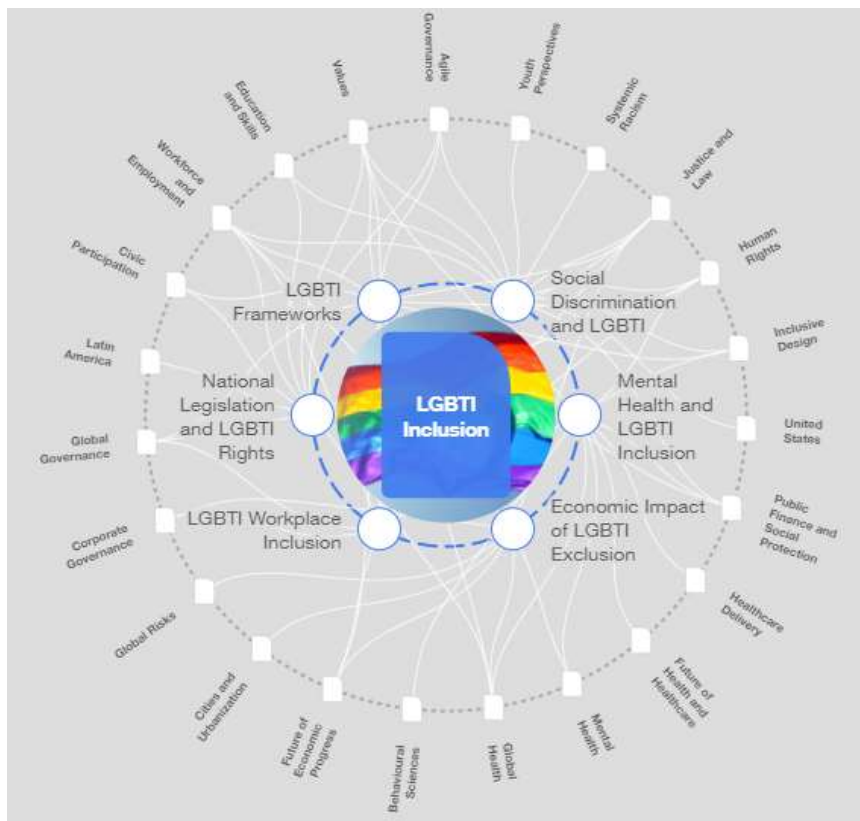 Agile
Governance
Youth
Perspectives
Systemic
Racism
Justice and
Law
Human
Rights
Inclusive
Design
United
States
Public
Finance and
Social
Protection
Healthcare
Delivery
Future of
Health and
Healthcare
Mental
Health
Global
Health
Behavioural
Sciences
Future of
Economic
Progress
Cities and
Urbanization
Global Risks
Corporate
Governance
Global
Governance
Latin
America
Civic
Participation
Workforce
and
Employment
Education
and Skills
Values
LGBTI
Frameworks
Social
Discrimination
and LGBTI
National
Legislation
and LGBTI
Rights
LGBTI
Inclusion
Mental
Health and
LGBTI
Inclusion
LGBTI Workplace
Inclusion
Economic Impact
of LGBTI
Exclusion